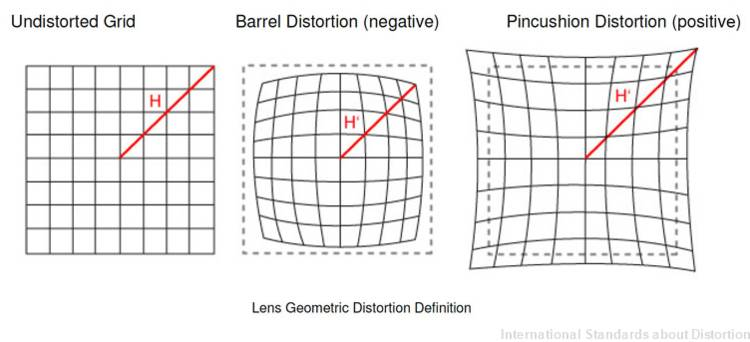 Undistorted Grid
Barrel Distortion (negative)
Pincushion Distortion (positive)
H
H'
H'
Lens Geometric Distortion Definition
International Standards about Distortion